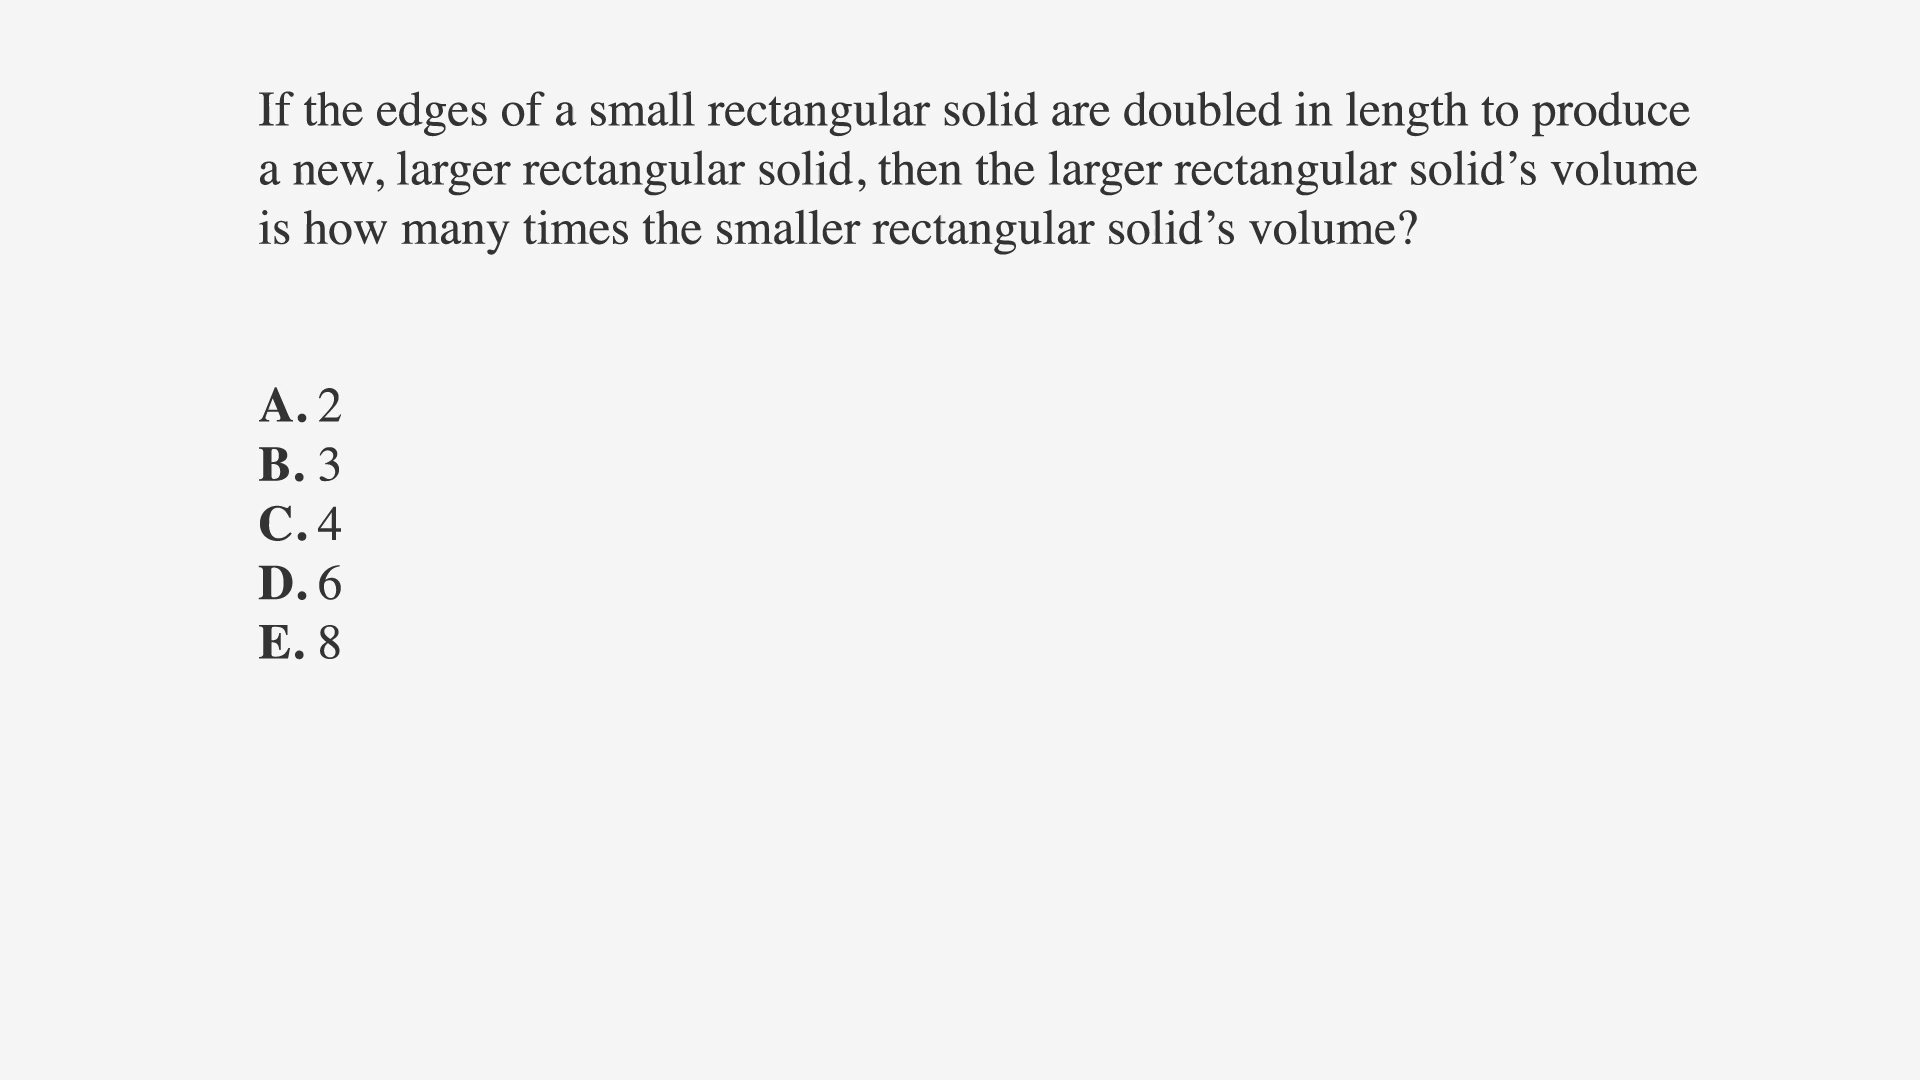 If the edges of a small rectangular solid are doubled in length to produce
a new, larger rectangular solid, then the larger rectangular solid’s volume
is how many times the smaller rectangular solid’s volume?
A. 2
B. 3
C. 4
D. 6
E. 8